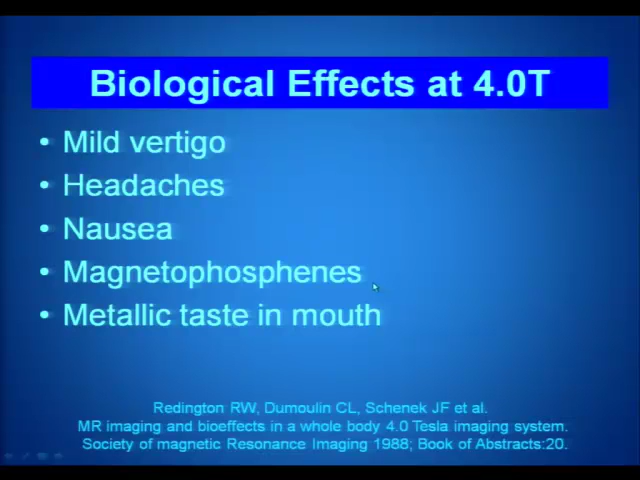 Biological Effects at 4.0T
• Mild vertigo
• Headaches
• Nausea
• Magnetophosphenes
• Metallic taste in mouth
Redington RW, Dumoulin CL, Schenek JF et al.
MR imaging and bioeffects in a whole body 4.0 Tesla imaging system.
Society of magnetic Resonance Imaging 1988; Book of Abstracts:20.